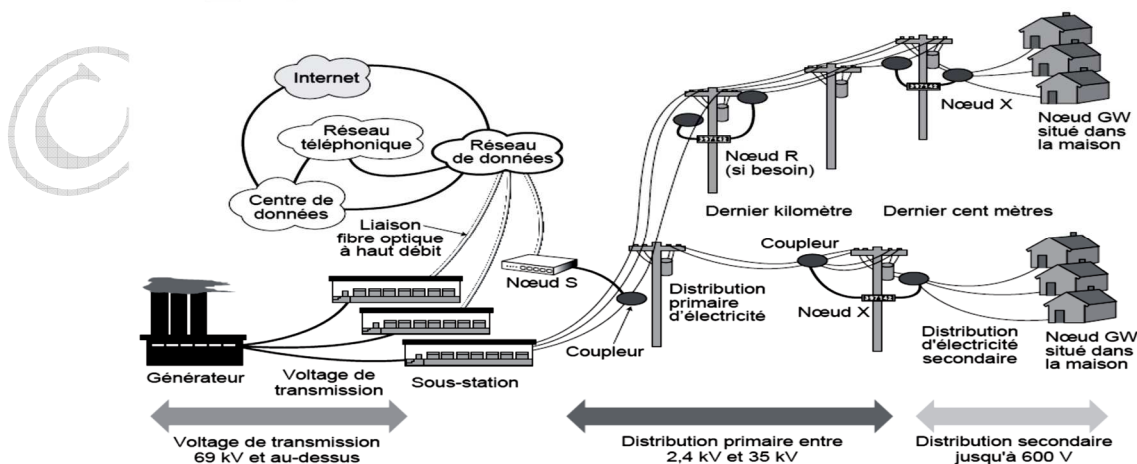 Internet
Réseau
téléphonique
Réseau
de données
Centre de
données
Liaison
fibre optique
à haut débit
Nœud S
Coupleur
Générateur
Voltage de
transmission
Sous-station
Nœud R
(si besoin)
Nœud X
Nœud GW
situé dans
la maison
Dernier kilomètre
Dernier cent mètres
Distribution
primaire
d'électricité
Coupleur
Nœud X
Distribution
d'électricité
secondaire
Nœud GW
situé dans
la maison
Voltage de transmission
69 kV et au-dessus
Distribution primaire entre
2,4 kV et 35 kV
Distribution secondaire
jusqu'à 600 V